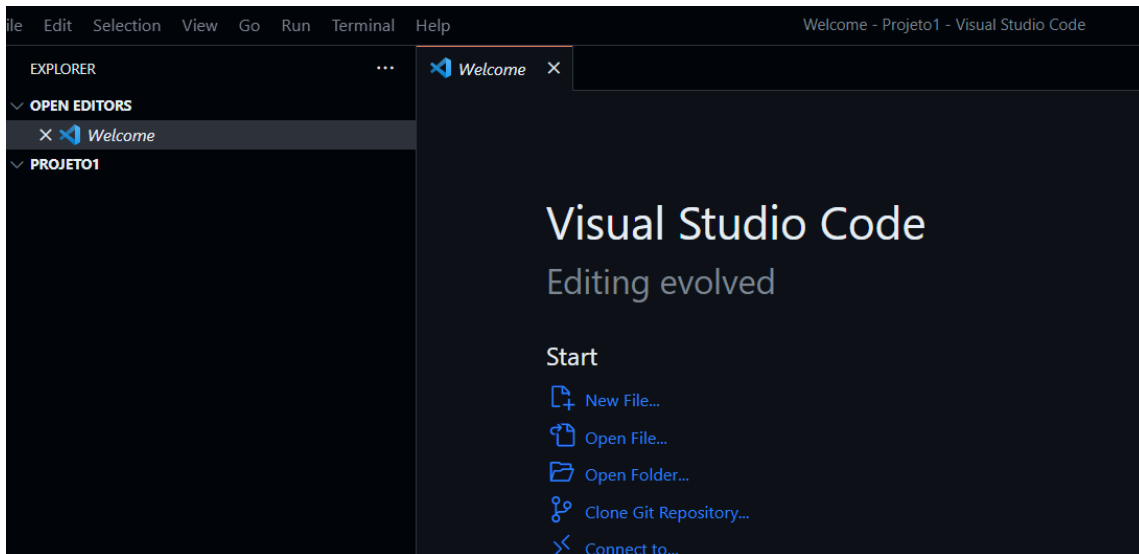 ile Edit Selection View Go Run Terminal Help Welcome - Projeto1 - Visual Studio Code
EXPLORER ...
Welcome
OPEN EDITORS
Welcome
PROJETO1
Visual Studio Code
Editing evolved
Start
New File...
Open File...
Open Folder...
Clone Git Repository...
Connect to...